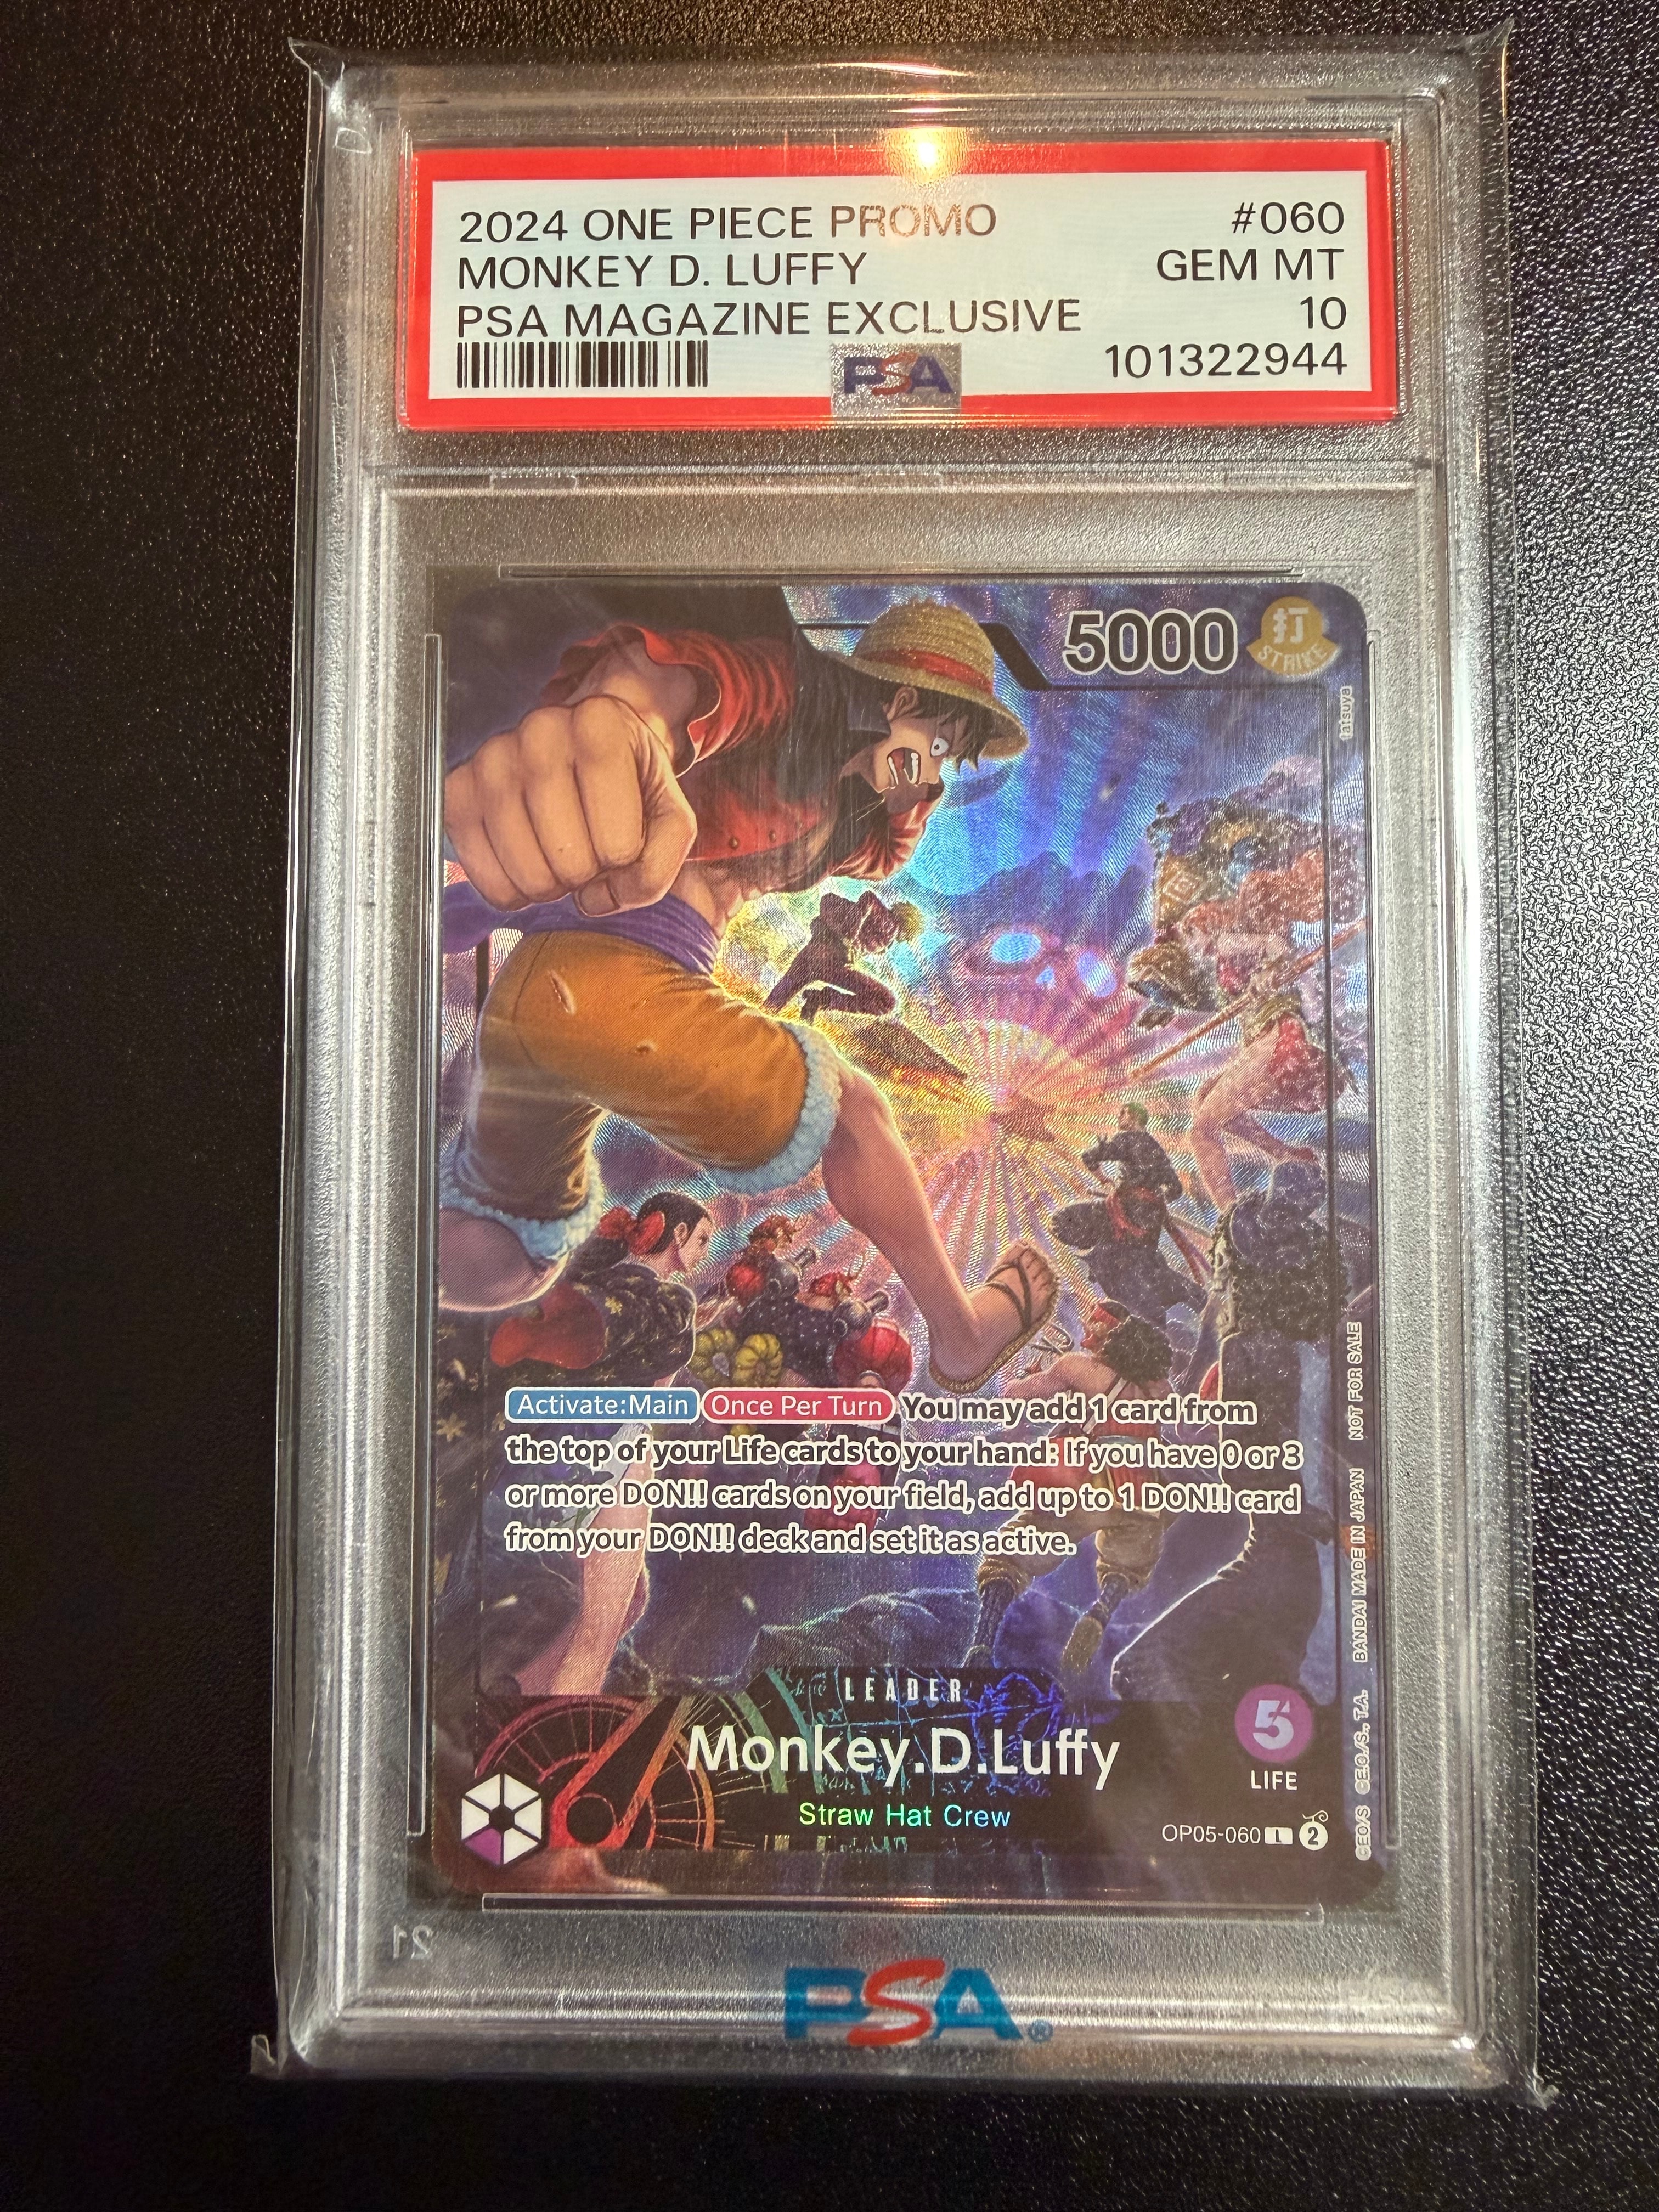 2024 ONE PIECE PROMO #060
MONKEY D. LUFFY GEM MT
PSA MAGAZINE EXCLUSIVE 10
PSA 101322944
5000 打
STRIKE
tatsuya
Activate:Main Once Per Turn You may add 1 card from
the top of your Life cards to your hand: If you have 0 or 3
or more DON!! cards on your field, add up to 1 DON!! card
from your DON!! deck and set it as active.
©E.O./S ©E.O./S., T.A. BANDAI MADE IN JAPAN NOT FOR SALE
LEADER
Monkey.D.Luffy
5
LIFE
Straw Hat Crew
OP05-060 L 2
21
PSA®